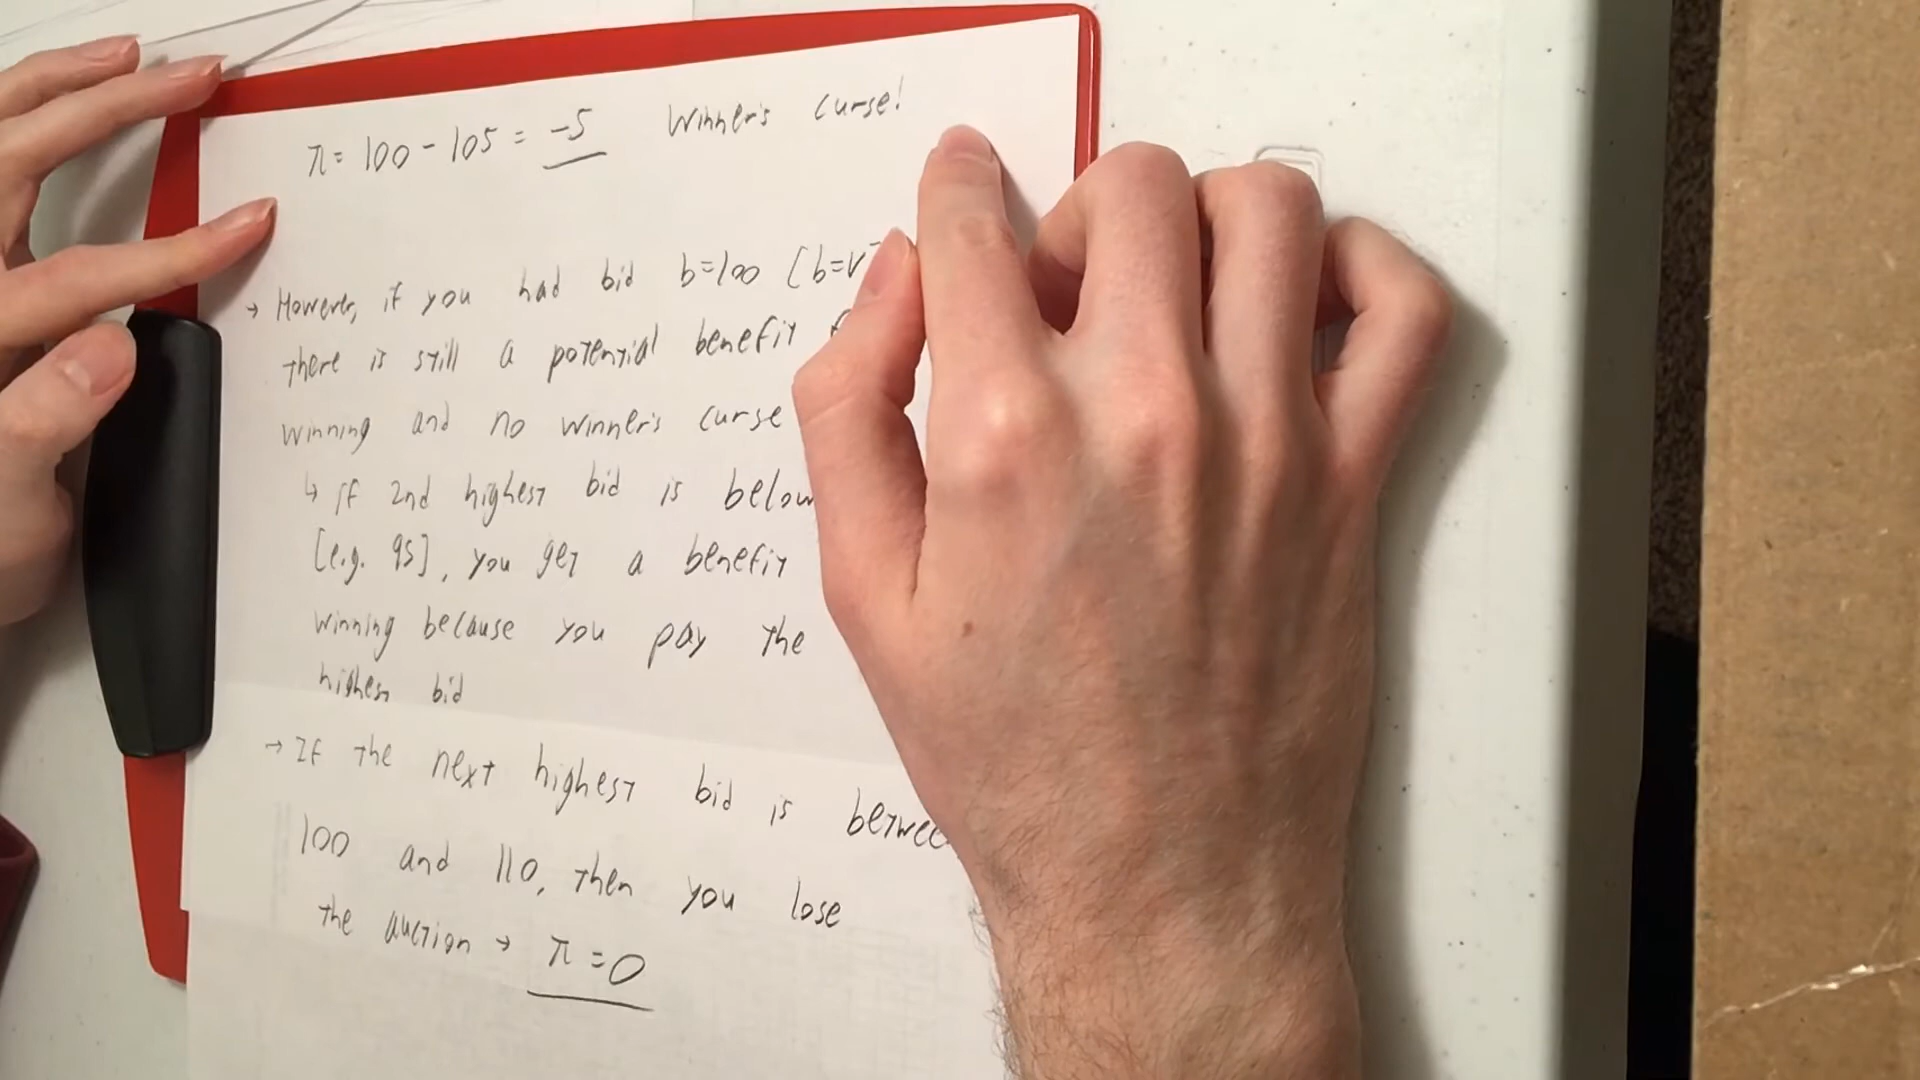 π = 100 - 105 = -5 Winner's curse!
→ However, if you had bid b=100 [b=v
there is still a potential benefit
winning and no winner's curse
↳ If 2nd highest bid is below
[e.g. 95], you get a benefit
winning because you pay the
highest bid
→ If the next highest bid is betwee
100 and 110, then you lose
the auction → π = 0